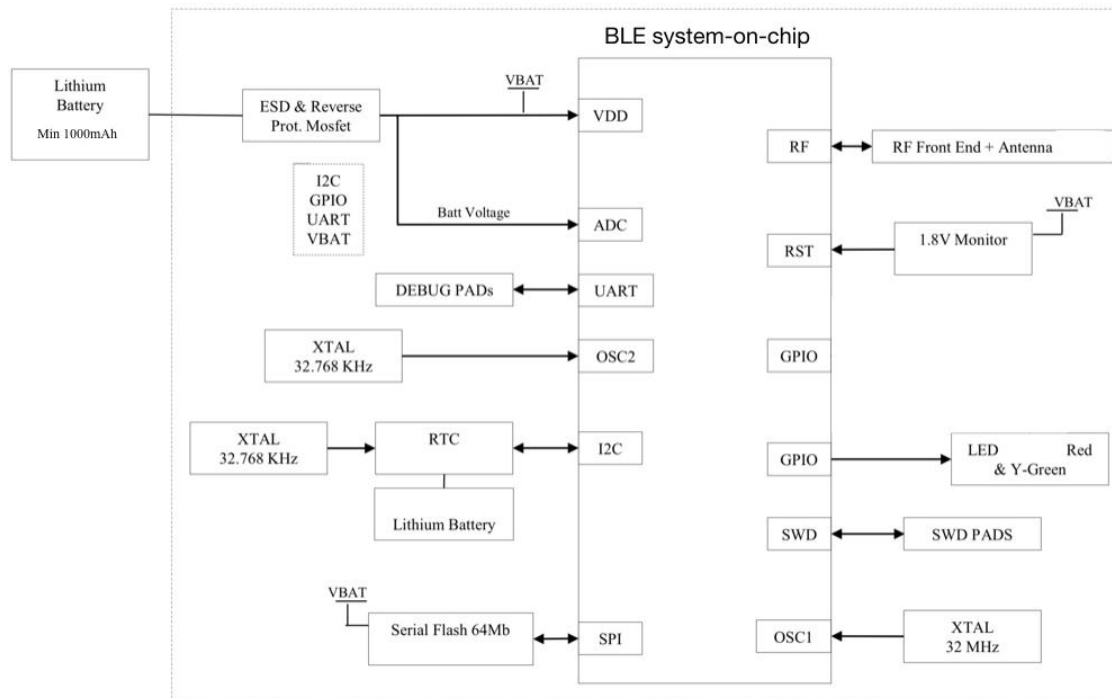 BLE system-on-chip
Lithium
Battery
Min 1000mAh
ESD & Reverse
Prot. Mosfet
VBAT
VDD
I2C
GPIO
UART
VBAT
Batt Voltage
ADC
DEBUG PADs
UART
XTAL
32.768 KHz
OSC2
XTAL
32.768 KHz
RTC
I2C
Lithium Battery
VBAT
Serial Flash 64Mb
SPI
RF
RF Front End + Antenna
VBAT
RST
1.8V Monitor
GPIO
GPIO
LED Red
& Y-Green
SWD
SWD PADS
OSC1
XTAL
32 MHz